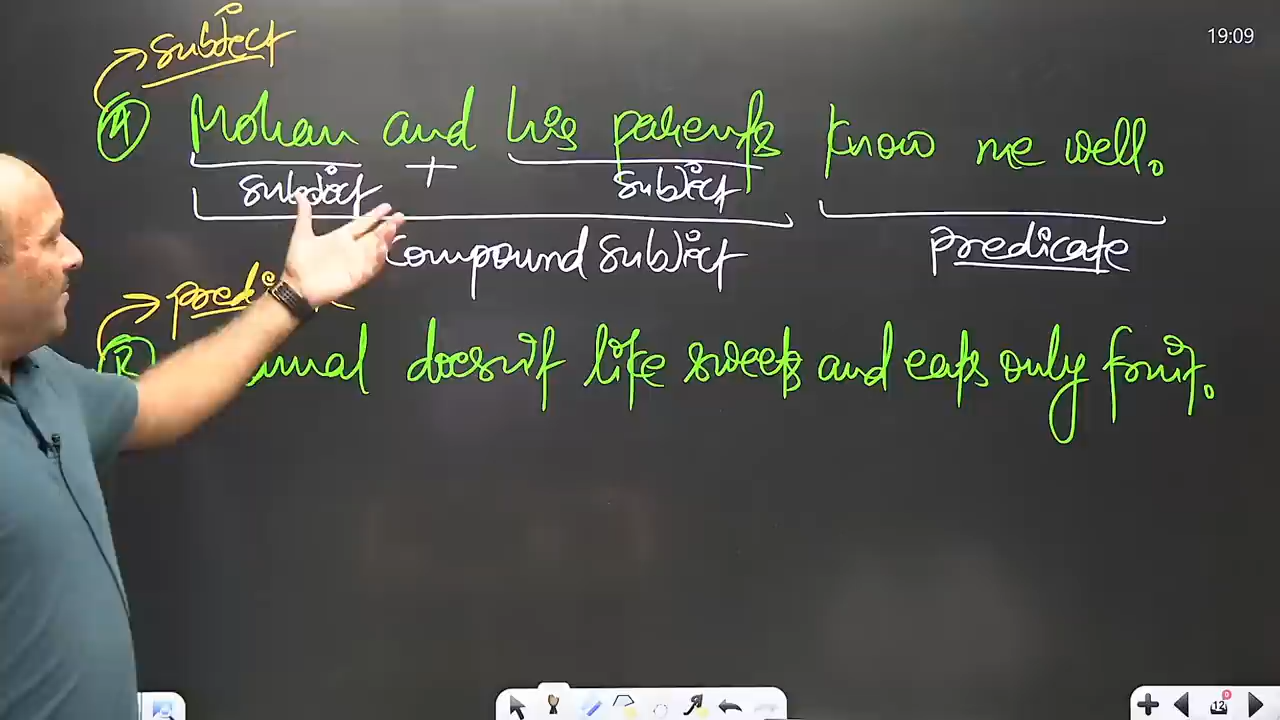 19:09
subject
(A) Mohan and his parents know me well.
subject + subject
compound subject predicate
doesn't like sweets and eats only fruit.
12